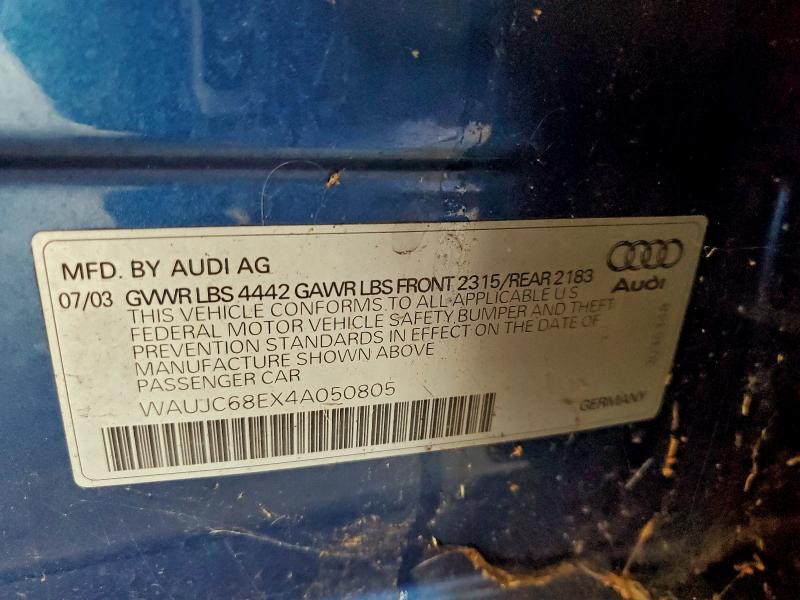 MFD. BY AUDI AG
Audi
07/03 GVWR LBS 4442 GAWR LBS FRONT 2315/REAR 2183
THIS VEHICLE CONFORMS TO ALL APPLICABLE U S
FEDERAL MOTOR VEHICLE SAFETY BUMPER AND THEFT
PREVENTION STANDARDS IN EFFECT ON THE DATE OF
MANUFACTURE SHOWN ABOVE
PASSENGER CAR
WAUJC68EX4A050805
GERMANY